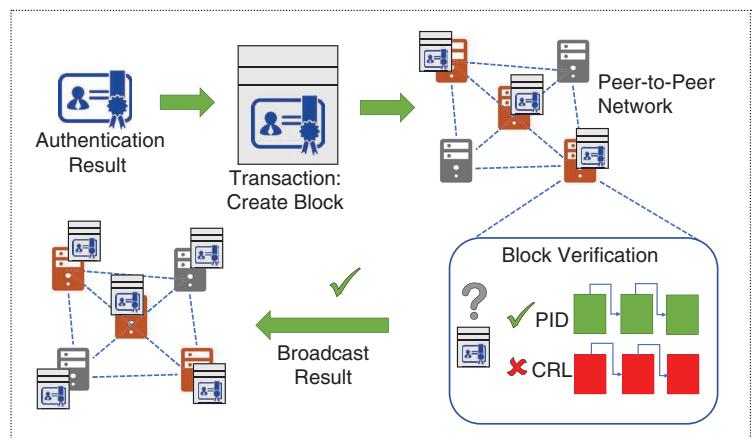 Authentication
Result
Transaction:
Create Block
Peer-to-Peer
Network
Block Verification
PID
CRL
Broadcast
Result